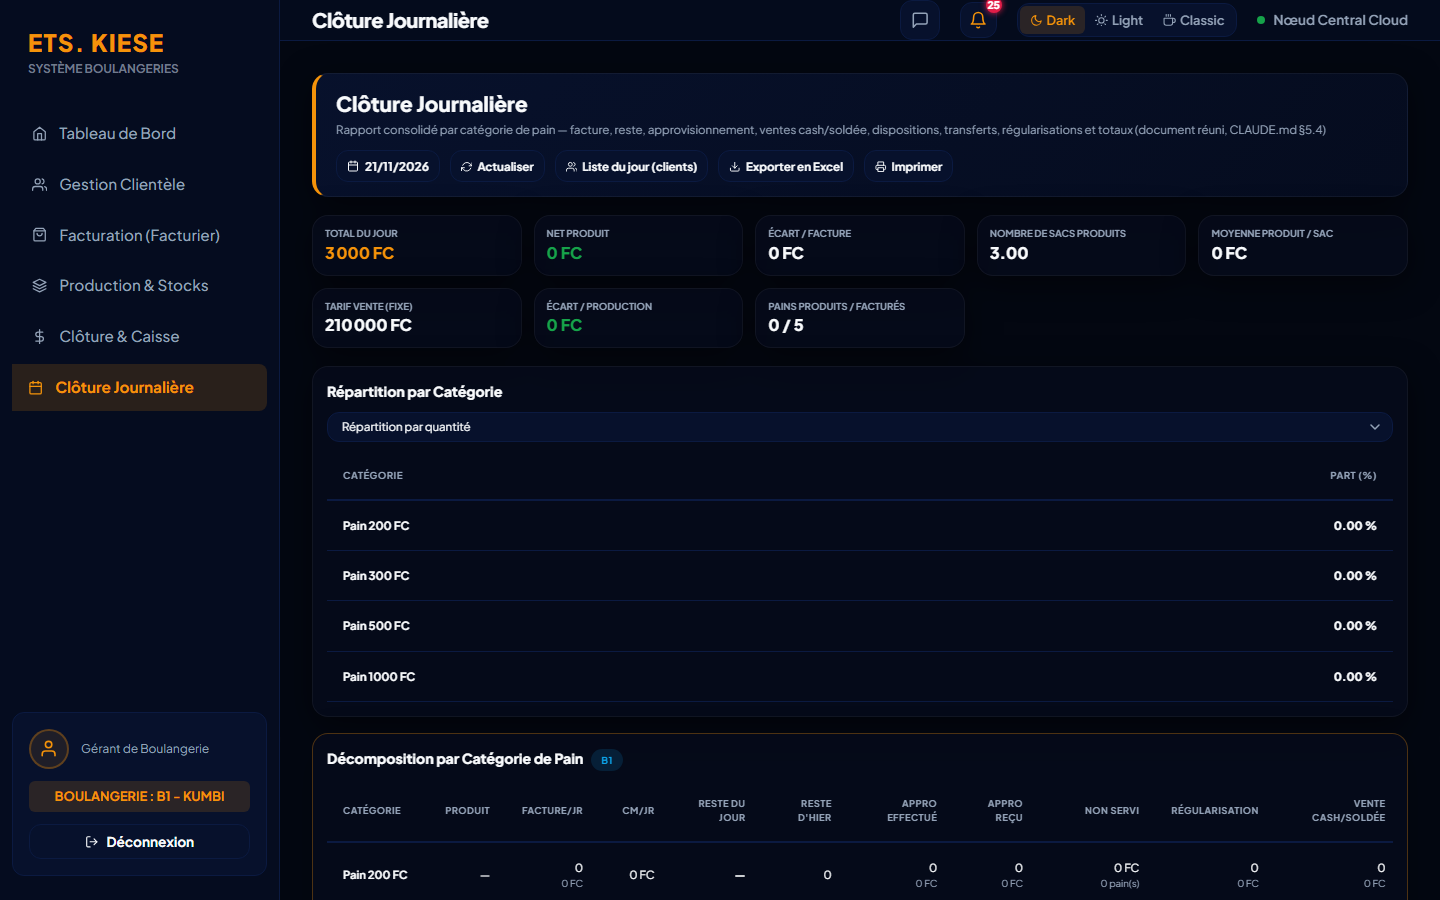 ETS. KIESE
SYSTÈME BOULANGERIES
Tableau de Bord
Gestion Clientèle
Facturation (Facturier)
Production & Stocks
Clôture & Caisse
Clôture Journalière
Gérant de Boulangerie
BOULANGERIE : B1 - KUMBI
Déconnexion
Clôture Journalière
25
Dark
Light
Classic
Nœud Central Cloud
Clôture Journalière
Rapport consolidé par catégorie de pain — facture, reste, approvisionnement, ventes cash/soldée, dispositions, transferts, régularisations et totaux (document réuni, CLAUDE.md §5.4)
21/11/2026
Actualiser
Liste du jour (clients)
Exporter en Excel
Imprimer
TOTAL DU JOUR
3 000 FC
NET PRODUIT
0 FC
ÉCART / FACTURE
0 FC
NOMBRE DE SACS PRODUITS
3.00
MOYENNE PRODUIT / SAC
0 FC
TARIF VENTE (FIXE)
210 000 FC
ÉCART / PRODUCTION
0 FC
PAINS PRODUITS / FACTURÉS
0 / 5
Répartition par Catégorie
Répartition par quantité
CATÉGORIE PART (%)
Pain 200 FC 0.00 %
Pain 300 FC 0.00 %
Pain 500 FC 0.00 %
Pain 1000 FC 0.00 %
Décomposition par Catégorie de Pain B1
CATÉGORIE PRODUIT FACTURE/JR CM/JR RESTE DU JOUR RESTE D'HIER APPRO EFFECTUÉ APPRO REÇU NON SERVI RÉGULARISATION VENTE CASH/SOLDÉE
Pain 200 FC — 0 0 FC — 0 0 0 0 FC 0 0
0 FC 0 FC 0 FC 0 pain(s) 0 FC 0 FC